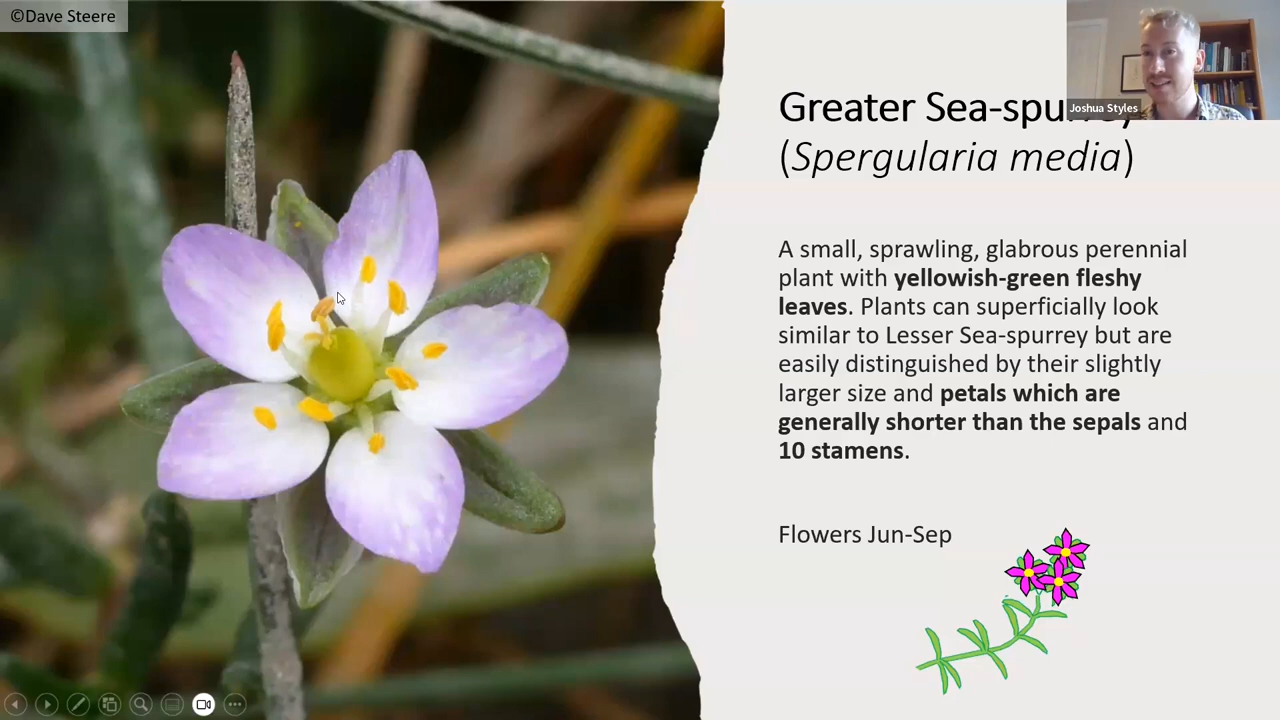 ©Dave Steere
Joshua Styles
Greater Sea-spurrey
(Spergularia media)
A small, sprawling, glabrous perennial
plant with yellowish-green fleshy
leaves. Plants can superficially look
similar to Lesser Sea-spurrey but are
easily distinguished by their slightly
larger size and petals which are
generally shorter than the sepals and
10 stamens.
Flowers Jun-Sep